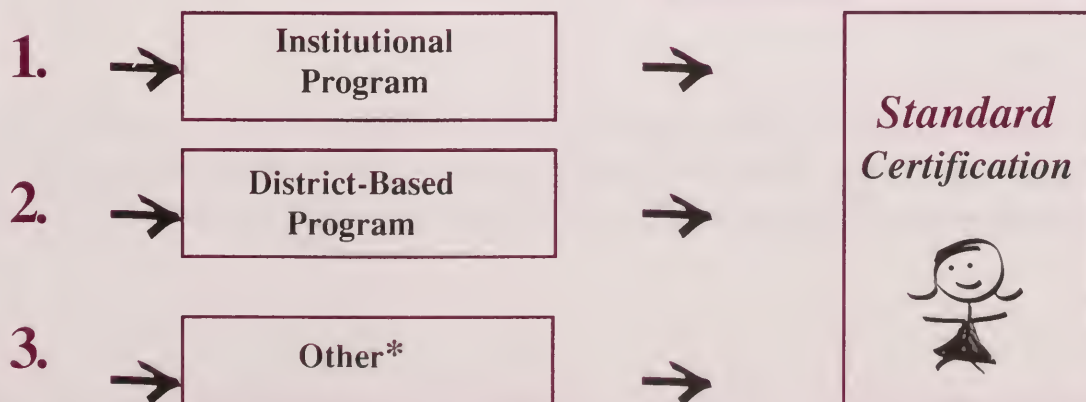 1.
Institutional
Program
2.
District-Based
Program
3.
Other*
Standard
Certification